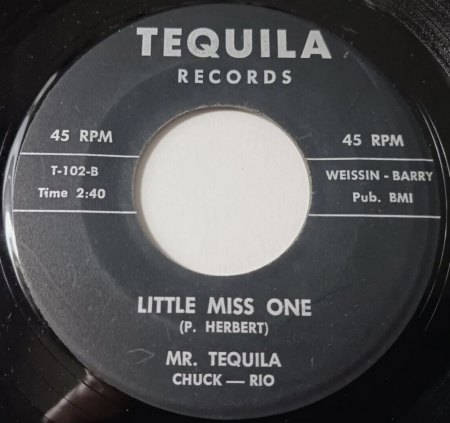 TEQUILA
RECORDS
45 RPM
T-102-B
Time 2:40
45 RPM
WEISSIN - BARRY
Pub. BMI
LITTLE MISS ONE
(P. HERBERT)
MR. TEQUILA
CHUCK — RIO